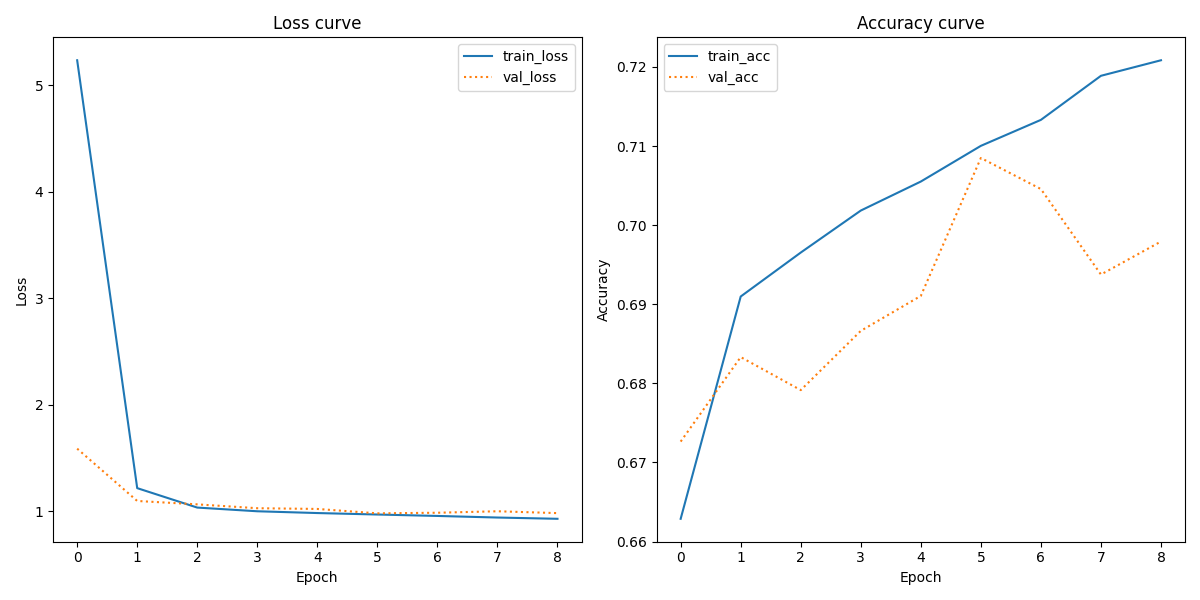 Loss curve
train_loss
val_loss
5
4
3
2
1
Loss
0 1 2 3 4 5 6 7 8
Epoch
Accuracy curve
train_acc
val_acc
0.72
0.71
0.70
0.69
0.68
0.67
0.66
Accuracy
0 1 2 3 4 5 6 7 8
Epoch